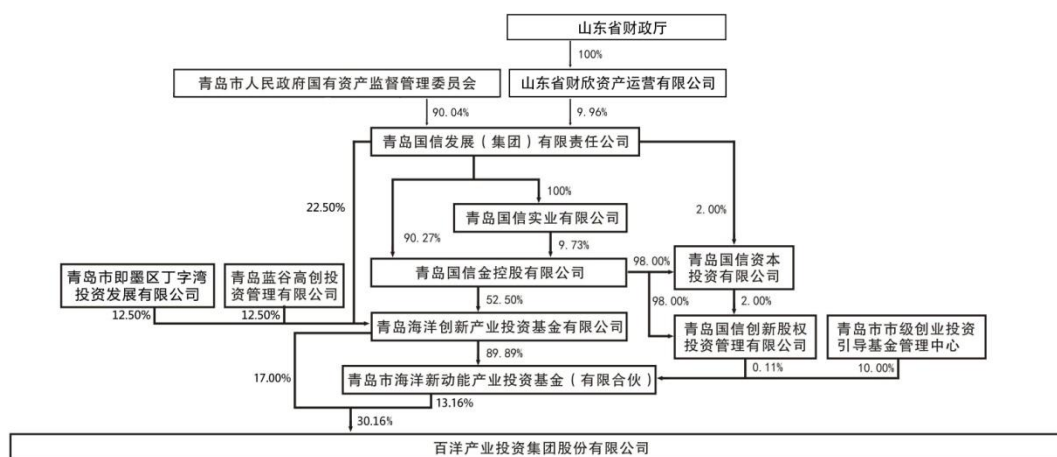 山东省财政厅
100%
青岛市人民政府国有资产监督管理委员会
山东省财欣资产运营有限公司
90.04%
9.96%
青岛国信发展（集团）有限责任公司
22.50%
100%
2.00%
青岛国信实业有限公司
90.27%
9.73%
青岛市即墨区丁字湾
投资发展有限公司
青岛蓝谷高创投
资管理有限公司
青岛国信金控股有限公司
98.00%
青岛国信资本
投资有限公司
12.50%
12.50%
52.50%
98.00%
2.00%
青岛海洋创新产业投资基金有限公司
青岛国信创新股权
投资管理有限公司
青岛市市级创业投资
引导基金管理中心
17.00%
89.89%
0.11%
10.00%
青岛市海洋新动能产业投资基金（有限合伙）
13.16%
30.16%
百洋产业投资集团股份有限公司